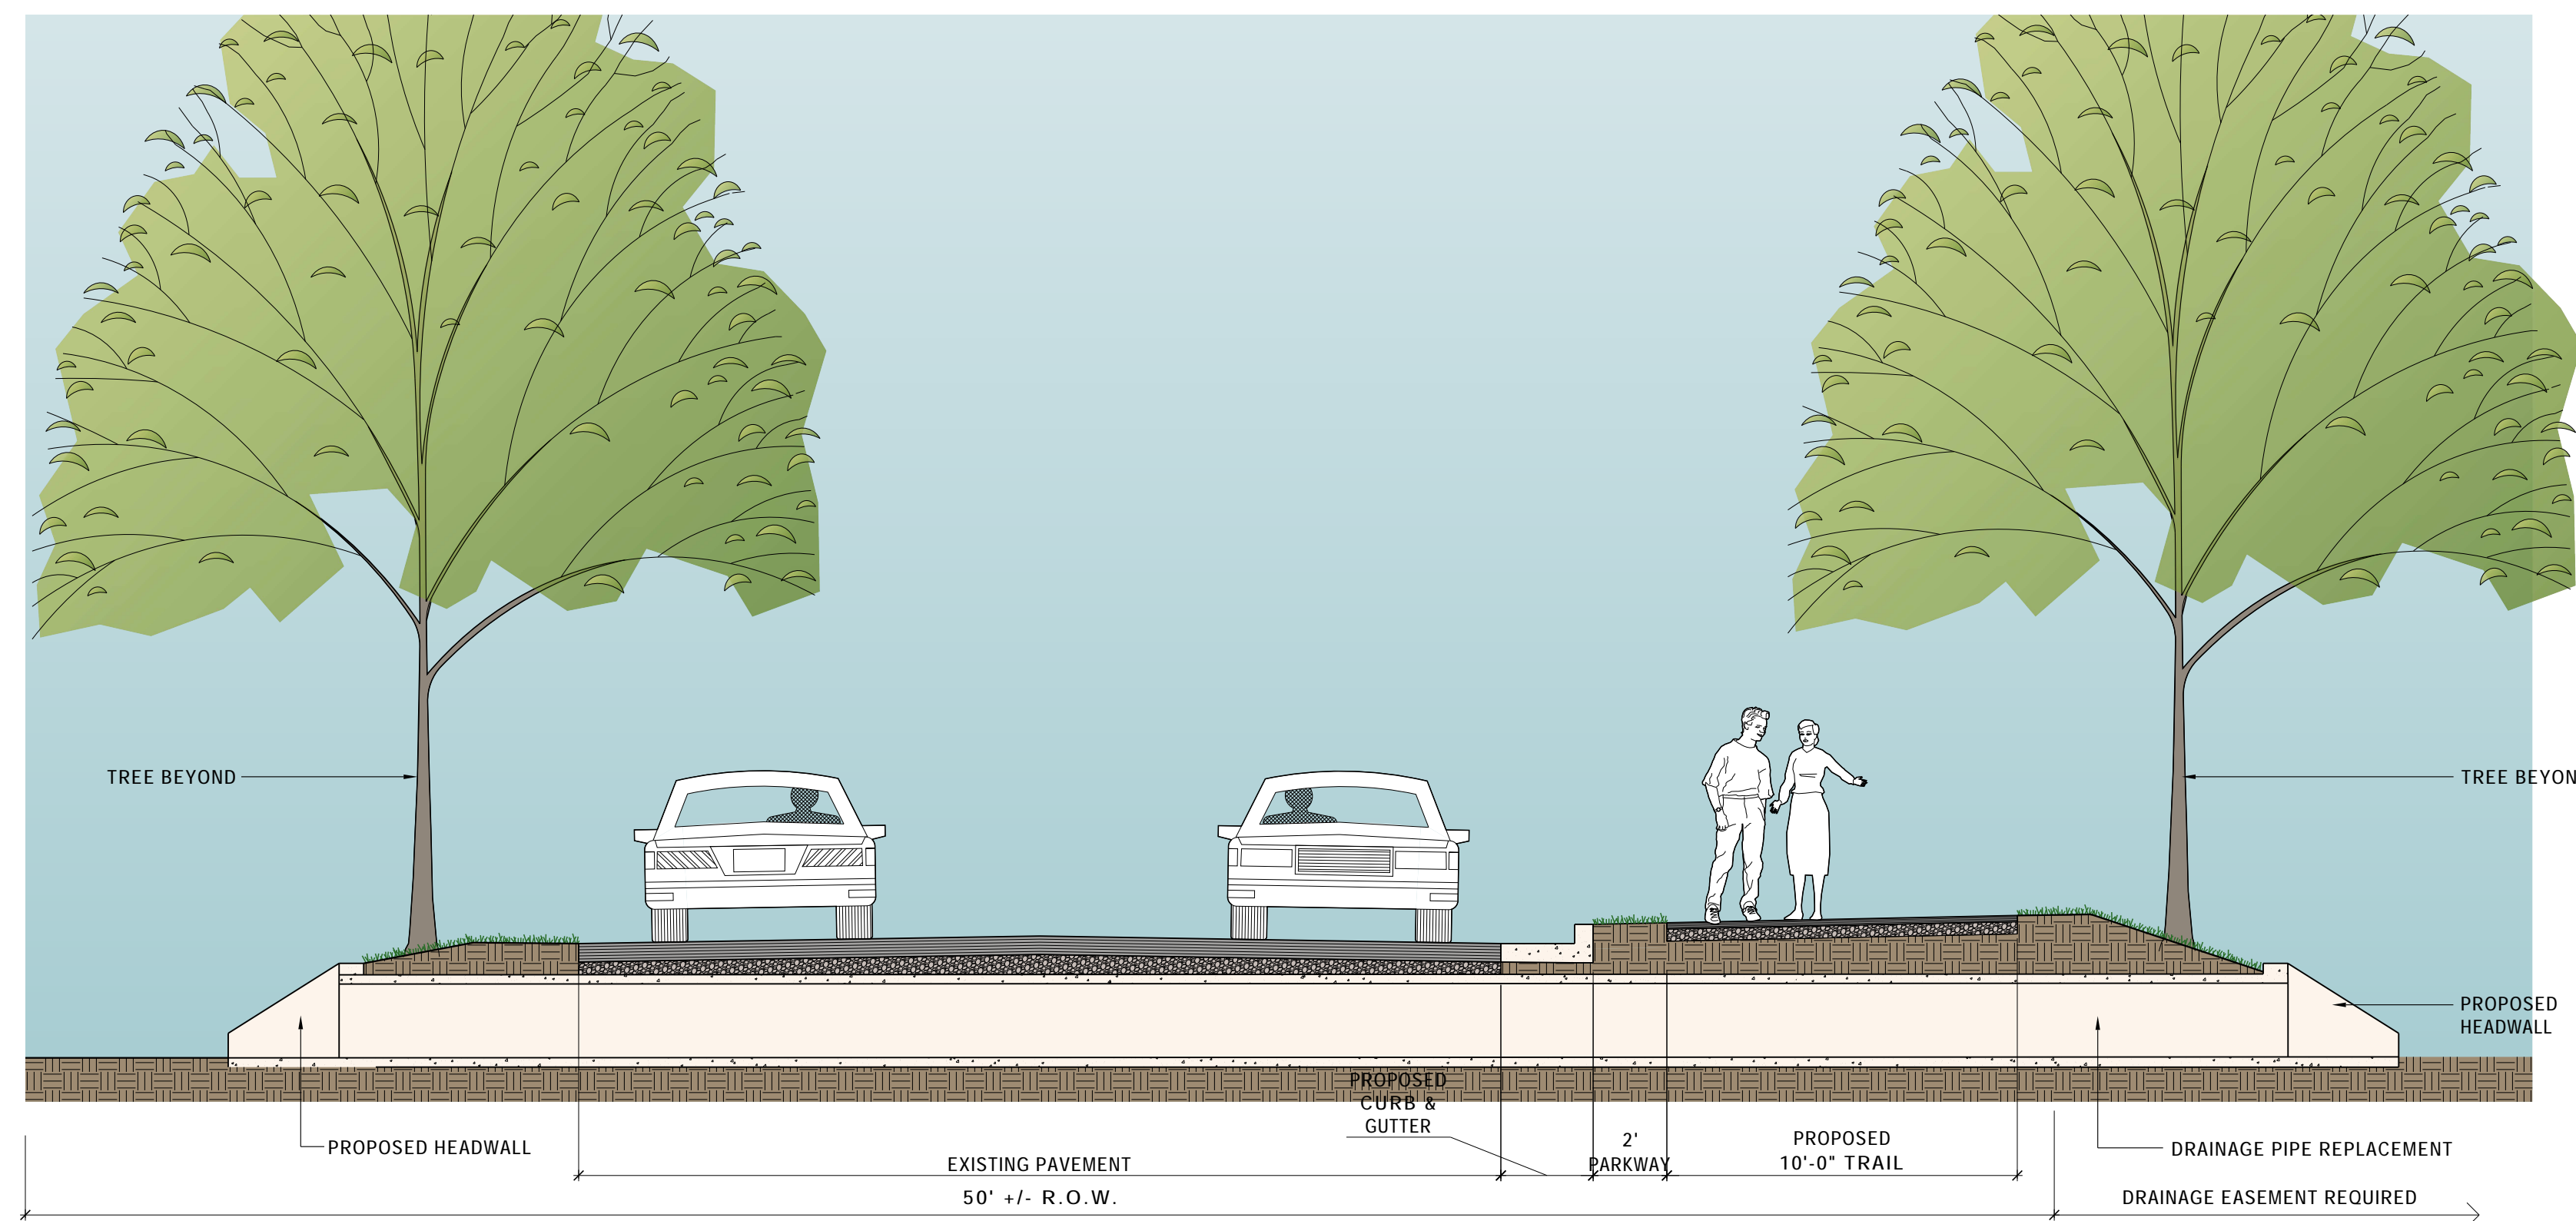 TREE BEYOND
TREE BEYON
PROPOSED
HEADWALL
PROPOSED
CURB &
GUTTER
PROPOSED HEADWALL
2'
PARKWAY
PROPOSED
10'-0" TRAIL
DRAINAGE PIPE REPLACEMENT
EXISTING PAVEMENT
50' +/- R.O.W.
DRAINAGE EASEMENT REQUIRED